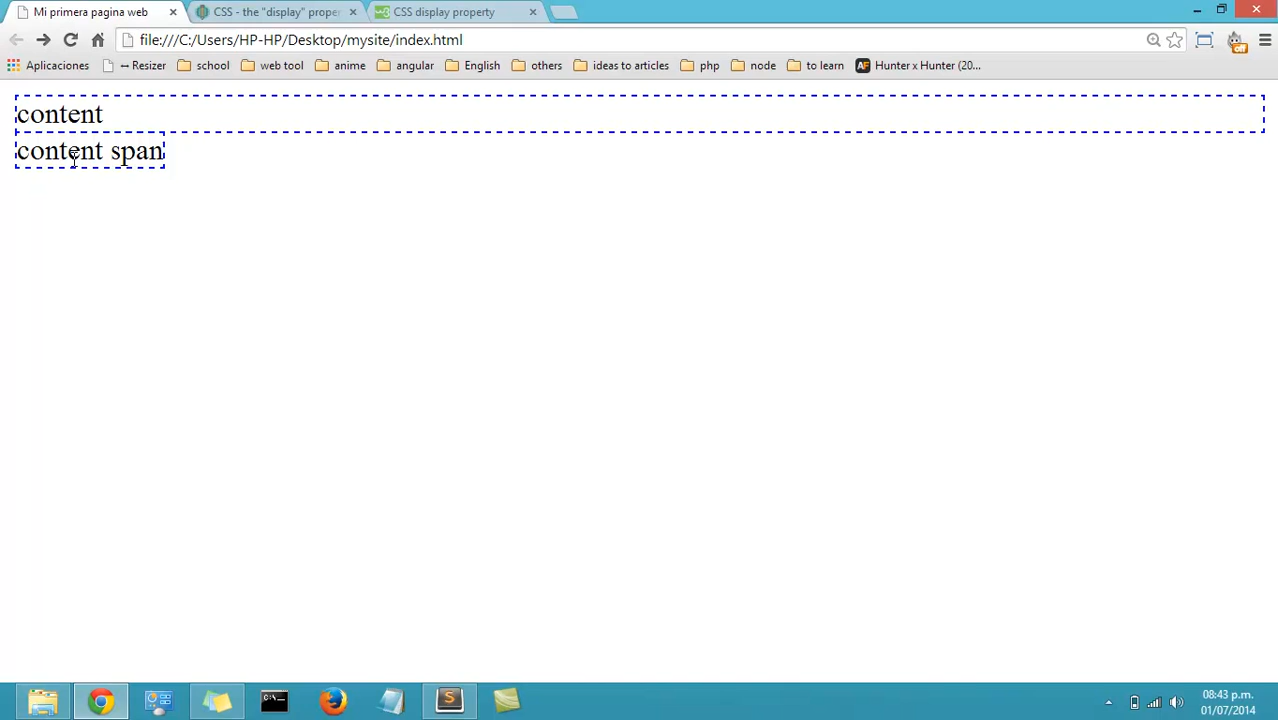 Mi primera pagina web
CSS - the "display" proper
CSS display property
file:///C:/Users/HP-HP/Desktop/mysite/index.html
off
Aplicaciones
↔ Resizer
school
web tool
anime
angular
English
others
ideas to articles
php
node
to learn
AF
Hunter x Hunter (20...
content
content span
C:\_
S
08:43 p.m.
01/07/2014